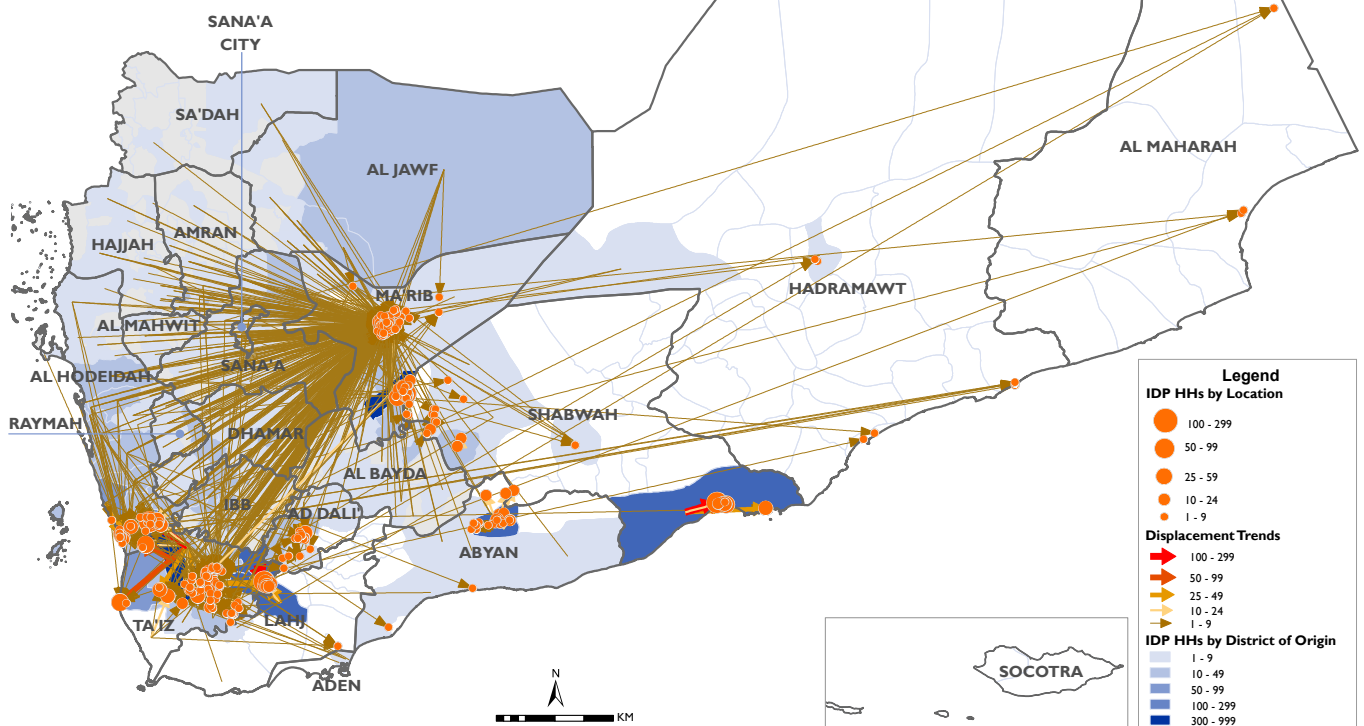 SANA'A
CITY
SA'DAH
AL JAWF
AL MAHARAH
HAJJAH
AMRAN
HADRAMAWT
MA'RIB
AL MAHWIT
SANA'A
AL HODEIDAH
RAYMAH
DHAMAR
SHABWAH
AL BAYDA
IBB
AD DALI'
ABYAN
TA'IZ
LAHJ
ADEN
SOCOTRA
N
KM
Legend
IDP HHs by Location
100 - 299
50 - 99
25 - 59
10 - 24
1 - 9
Displacement Trends
100 - 299
50 - 99
25 - 49
10 - 24
1 - 9
IDP HHs by District of Origin
1 - 9
10 - 49
50 - 99
100 - 299
300 - 999